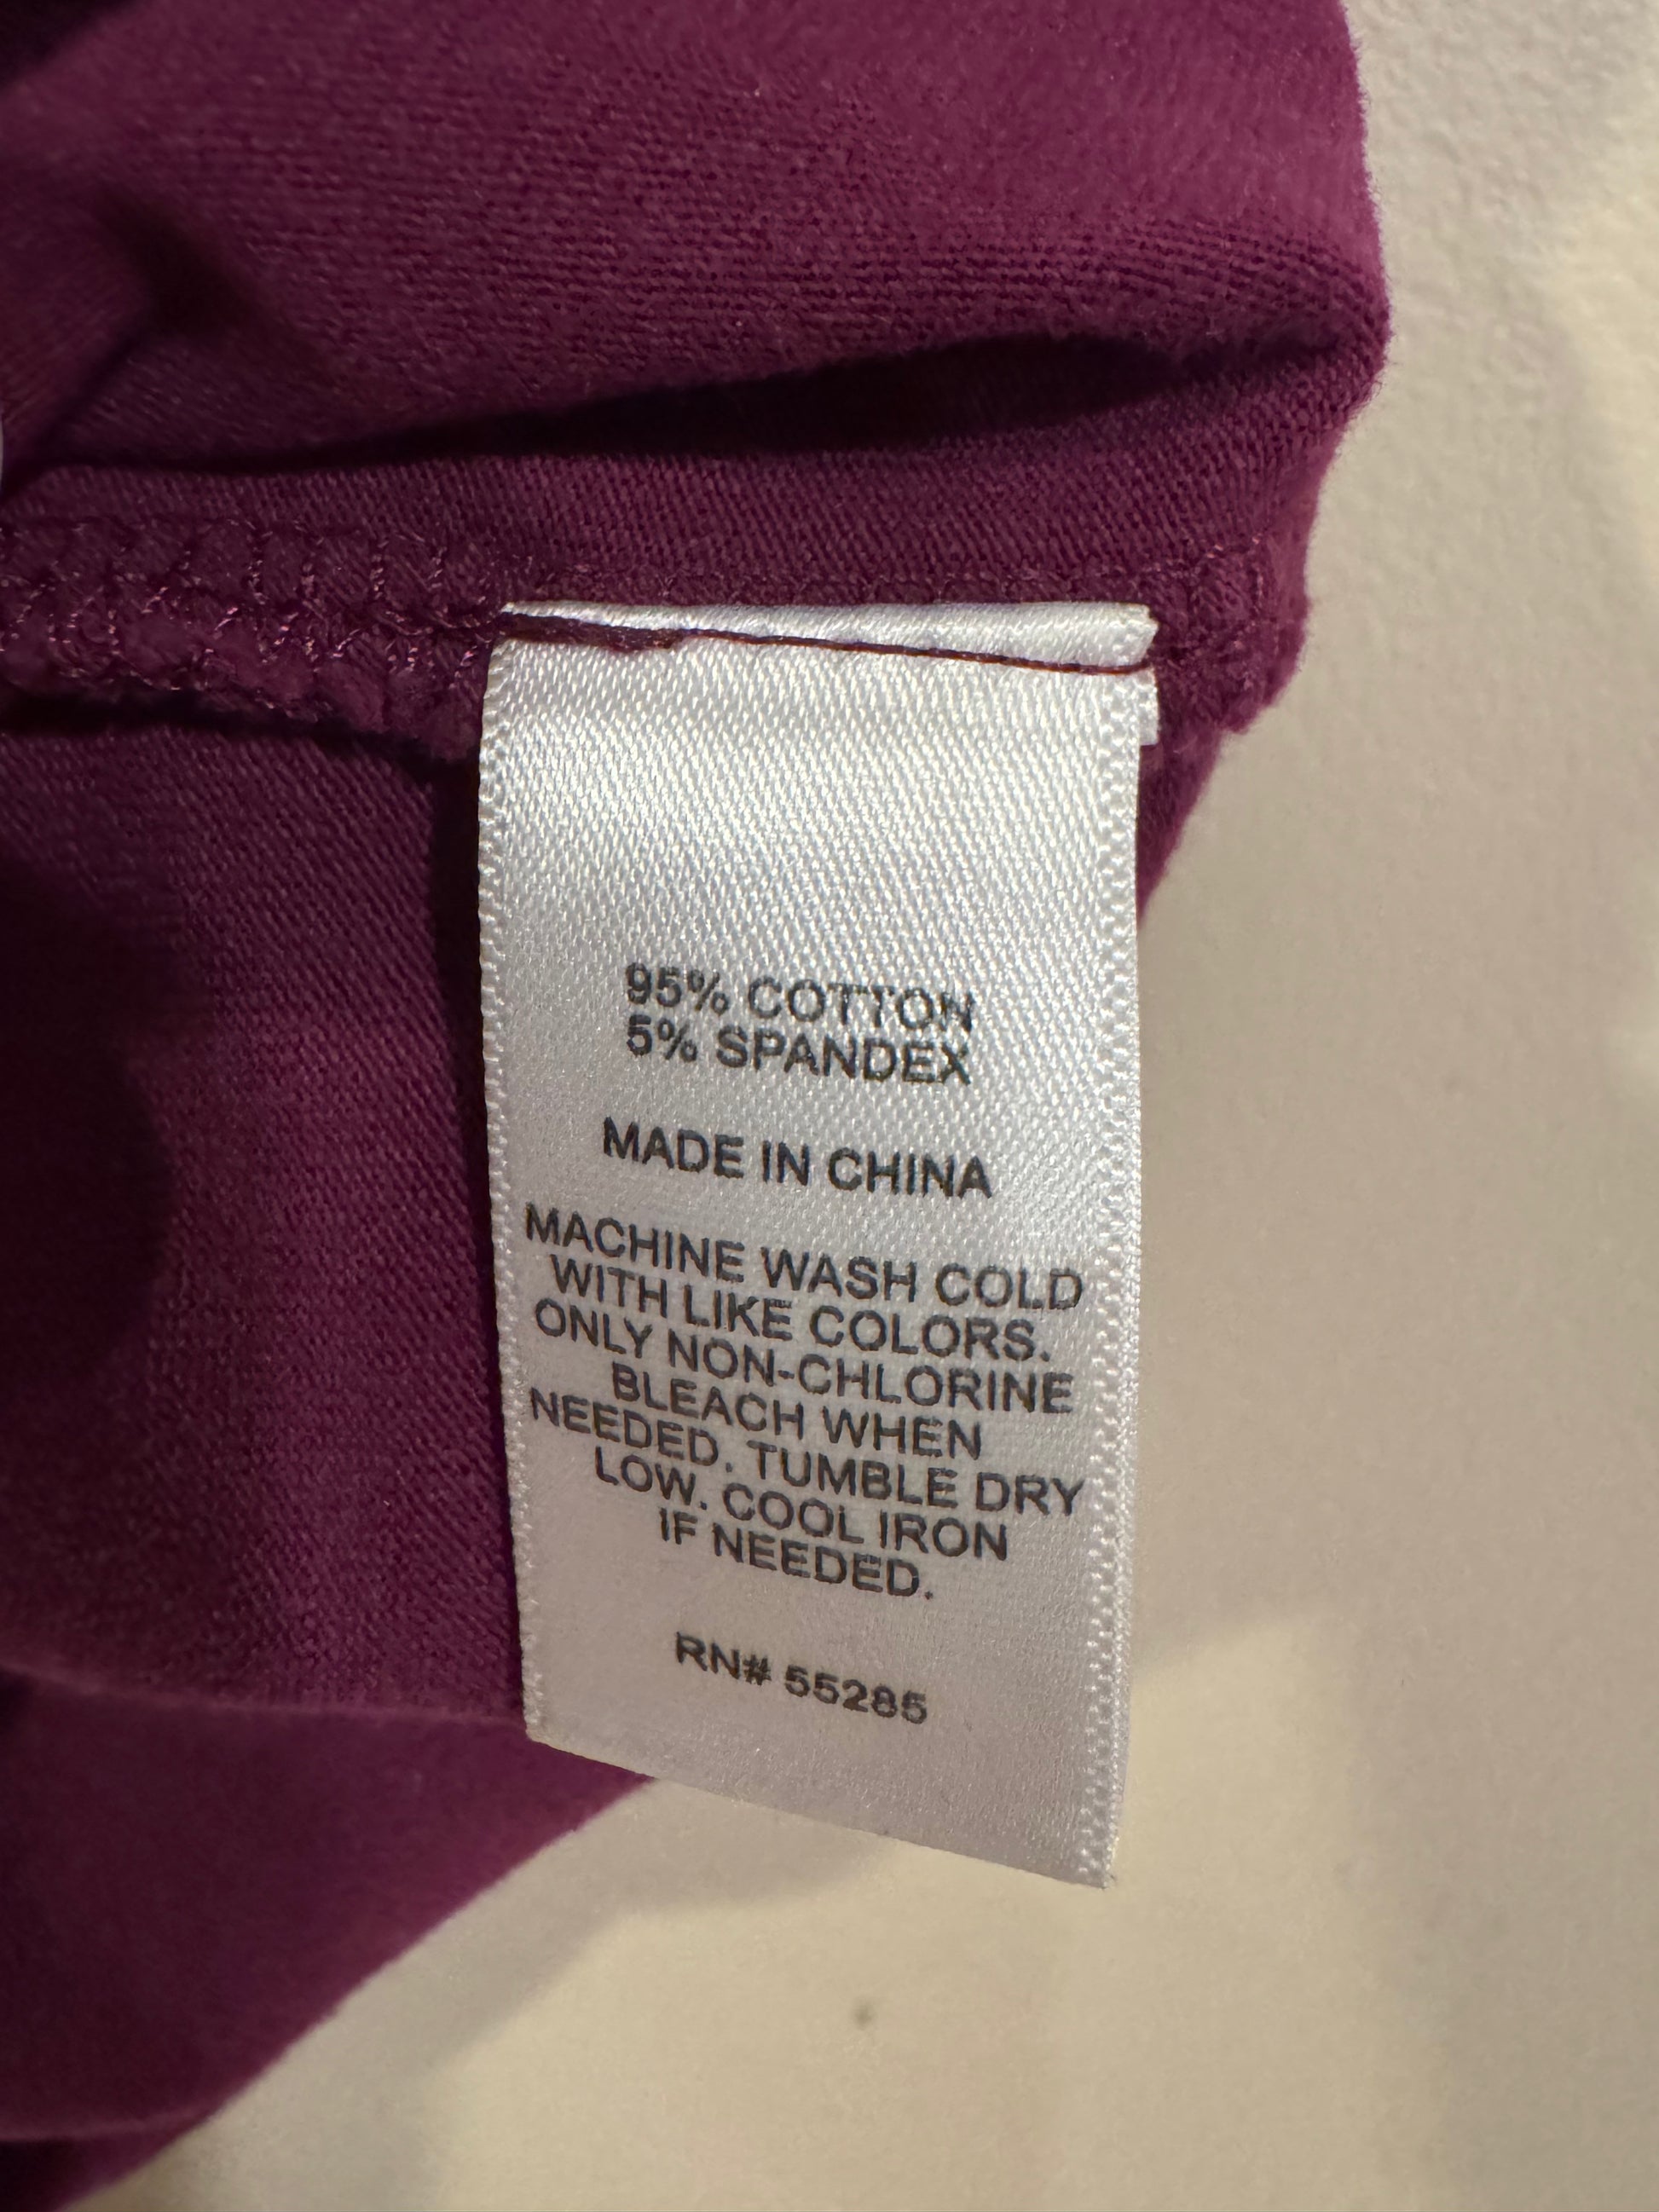 95% COTTON
5% SPANDEX
MADE IN CHINA
MACHINE WASH COLD
WITH LIKE COLORS.
ONLY NON-CHLORINE
BLEACH WHEN
NEEDED. TUMBLE DRY
LOW. COOL IRON
IF NEEDED.
RN# 55285